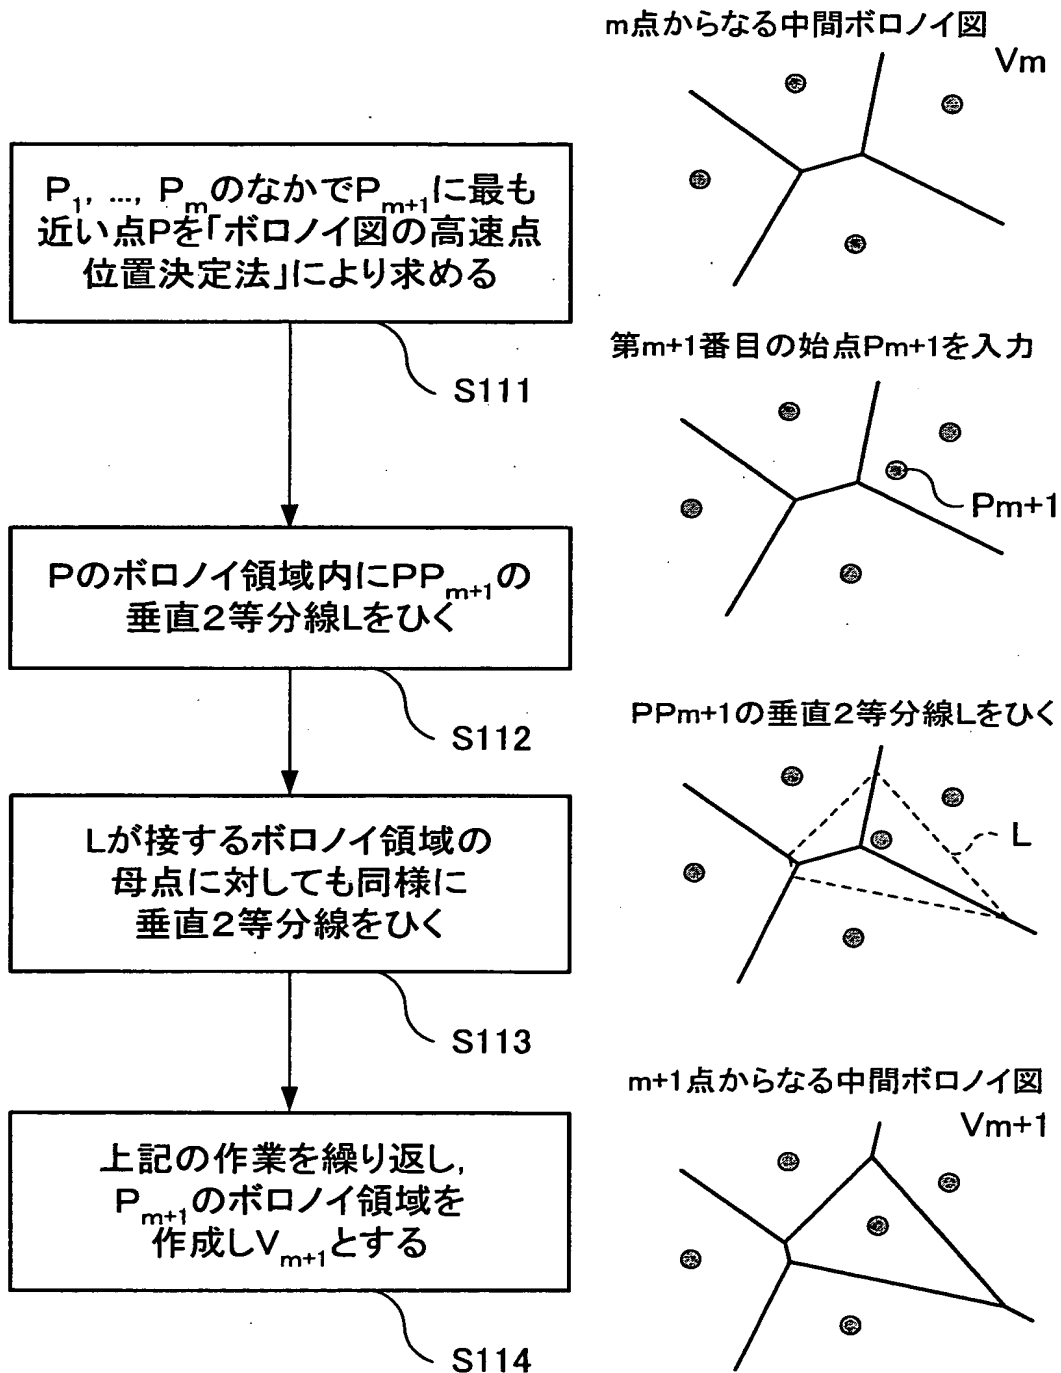 m点からなる中間ボロノイ図
Vm
P1, ..., PmのなかでPm+1に最も
近い点Pを「ボロノイ図の高速点
位置決定法」により求める
S111
第m+1番目の始点Pm+1を入力
Pm+1
Pのボロノイ領域内にPPm+1の
垂直2等分線Lをひく
S112
PPm+1の垂直2等分線Lをひく
L
Lが接するボロノイ領域の
母点に対しても同様に
垂直2等分線をひく
S113
m+1点からなる中間ボロノイ図
Vm+1
上記の作業を繰り返し,
Pm+1のボロノイ領域を
作成しVm+1とする
S114